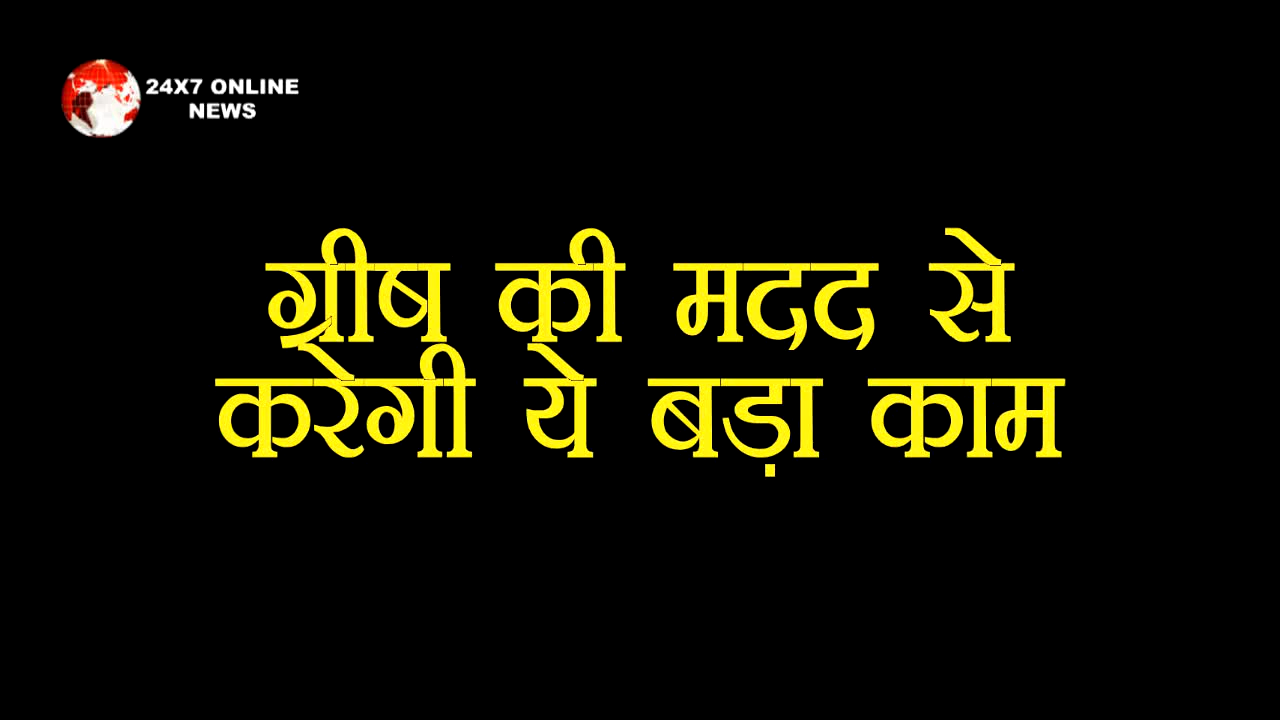 24X7 ONLINE
NEWS
ग्रीष की मदद से
करेगी ये बड़ा काम